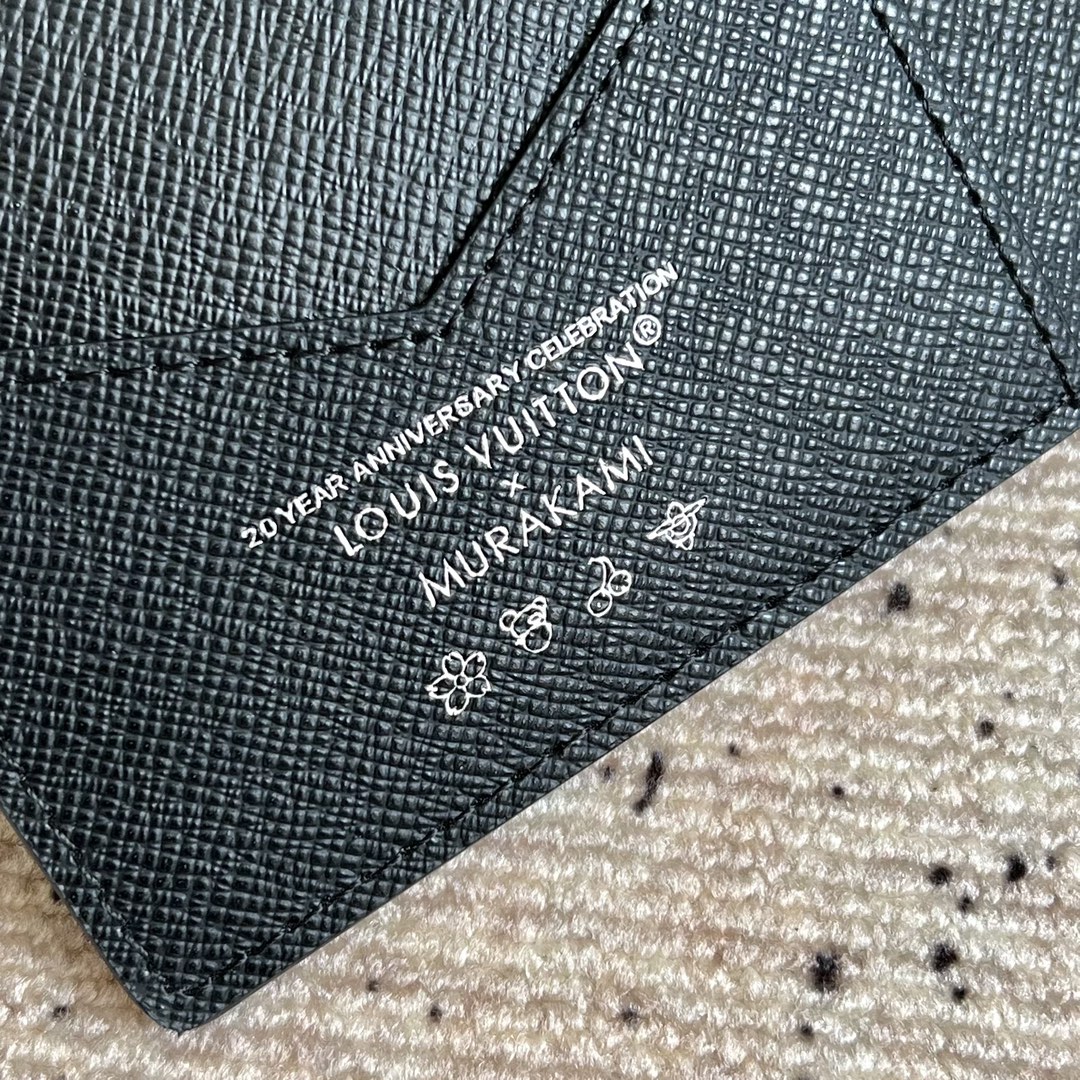 20 YEAR ANNIVERSARY CELEBRATION
LOUIS VUITTON®
×
MURAKAMI